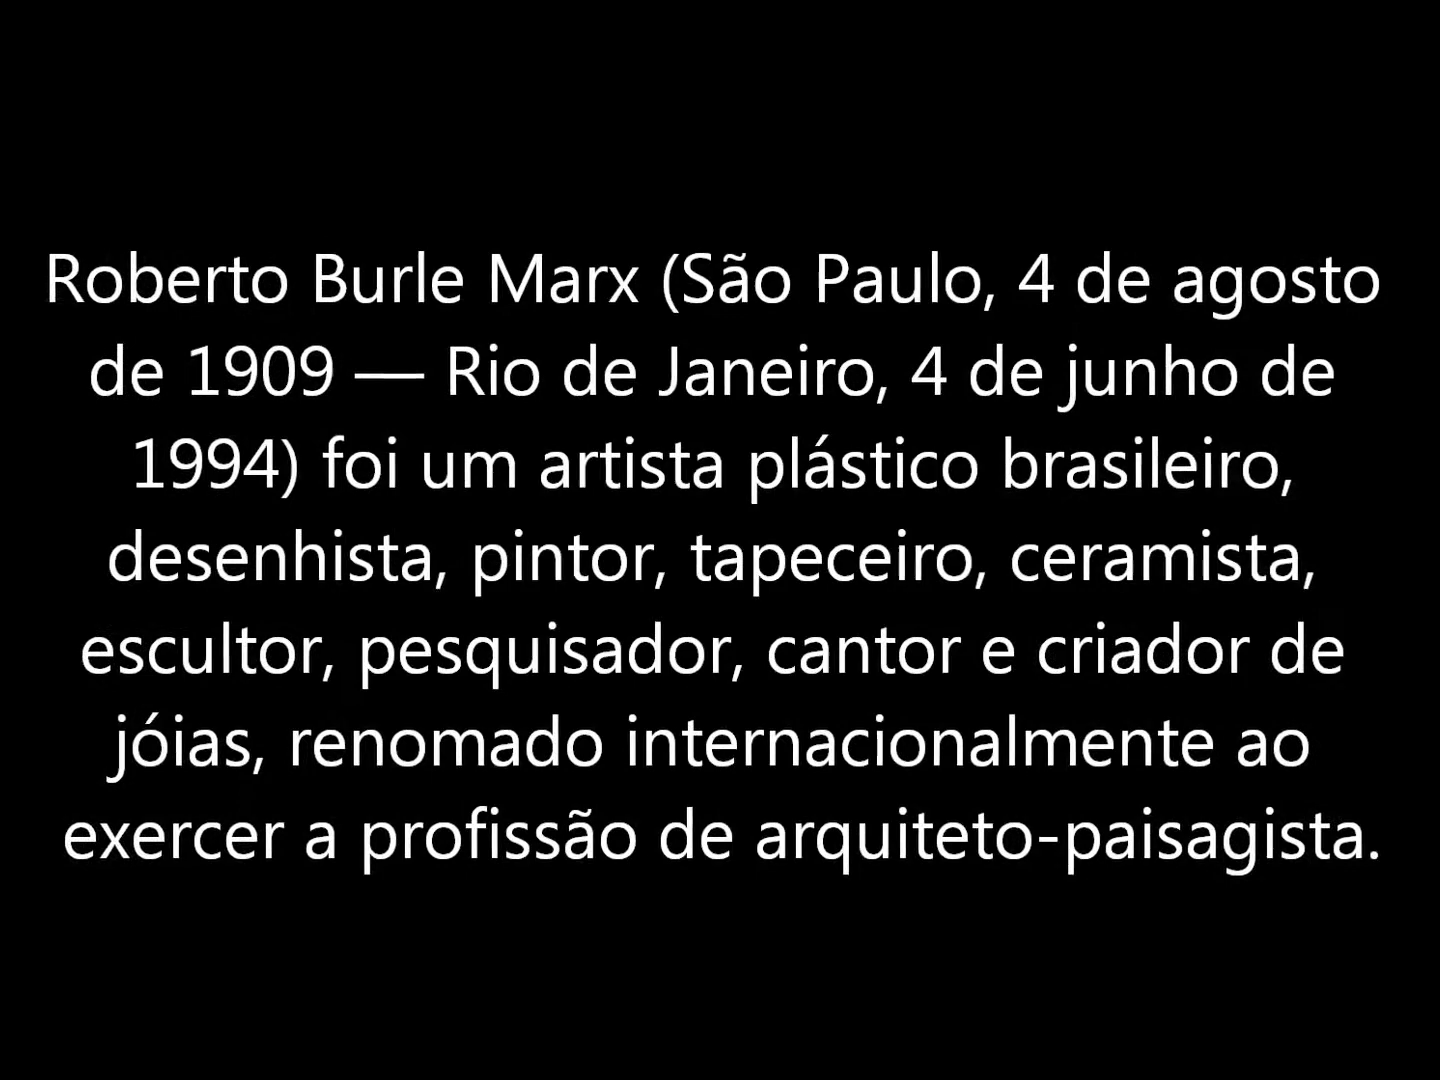 Roberto Burle Marx (São Paulo, 4 de agosto
de 1909 — Rio de Janeiro, 4 de junho de
1994) foi um artista plástico brasileiro,
desenhista, pintor, tapeceiro, ceramista,
escultor, pesquisador, cantor e criador de
jóias, renomado internacionalmente ao
exercer a profissão de arquiteto-paisagista.